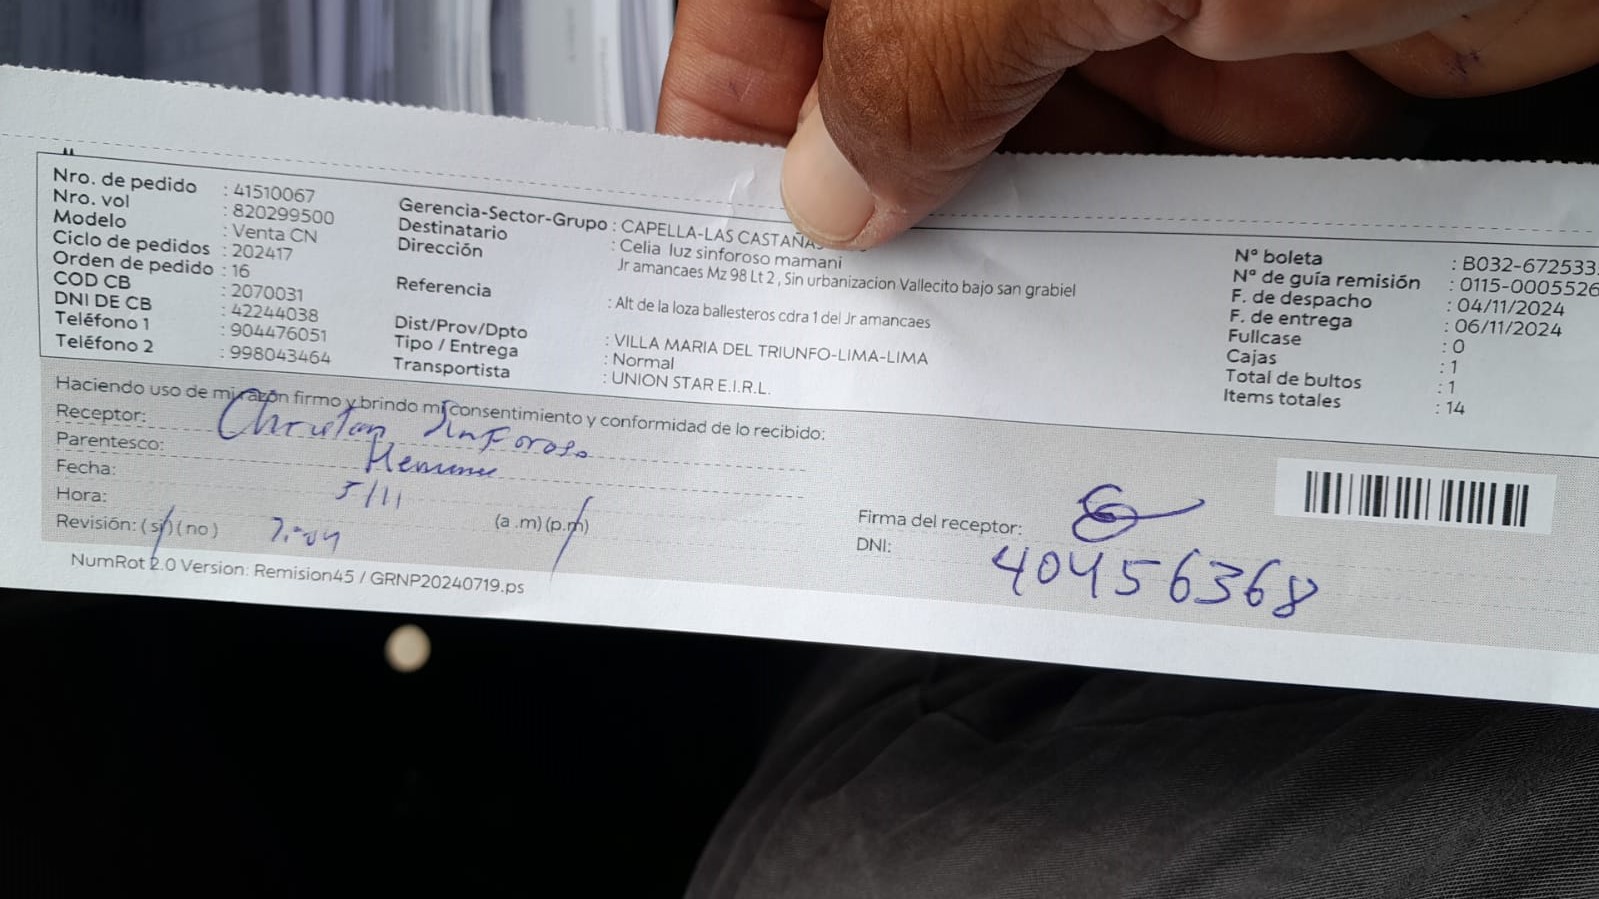 Nro. de pedido : 41510067
Nro. vol : 820299500
Modelo : Venta CN
Ciclo de pedidos : 202417
Orden de pedido : 16
COD CB : 2070031
DNI DE CB : 42244038
Teléfono 1 : 904476051
Teléfono 2 : 998043464
Gerencia-Sector-Grupo : CAPELLA-LAS CASTAÑAS
Destinatario : Celia luz sinforoso mamani
Dirección Jr amancaes Mz 98 Lt 2 , Sin urbanizacion Vallecito bajo san grabiel
Referencia : Alt de la loza ballesteros cdra 1 del Jr amancaes
Dist/Prov/Dpto : VILLA MARIA DEL TRIUNFO-LIMA-LIMA
Tipo / Entrega : Normal
Transportista : UNION STAR E.I.R.L.
N° boleta : B032-672533
N° de guía remisión : 0115-0005526
F. de despacho : 04/11/2024
F. de entrega : 06/11/2024
Fullcase : 0
Cajas : 1
Total de bultos : 1
Items totales : 14
Haciendo uso de mi razón firmo y brindo mi consentimiento y conformidad de lo recibido:
Receptor: Christan Sinforoso
Parentesco:
Fecha: 5/11
Hora: (a .m) (p.m)
Revisión: ( si) ( no )
Firma del receptor:
DNI: 40456368
NumRot 2.0 Version: Remision45 / GRNP20240719.ps